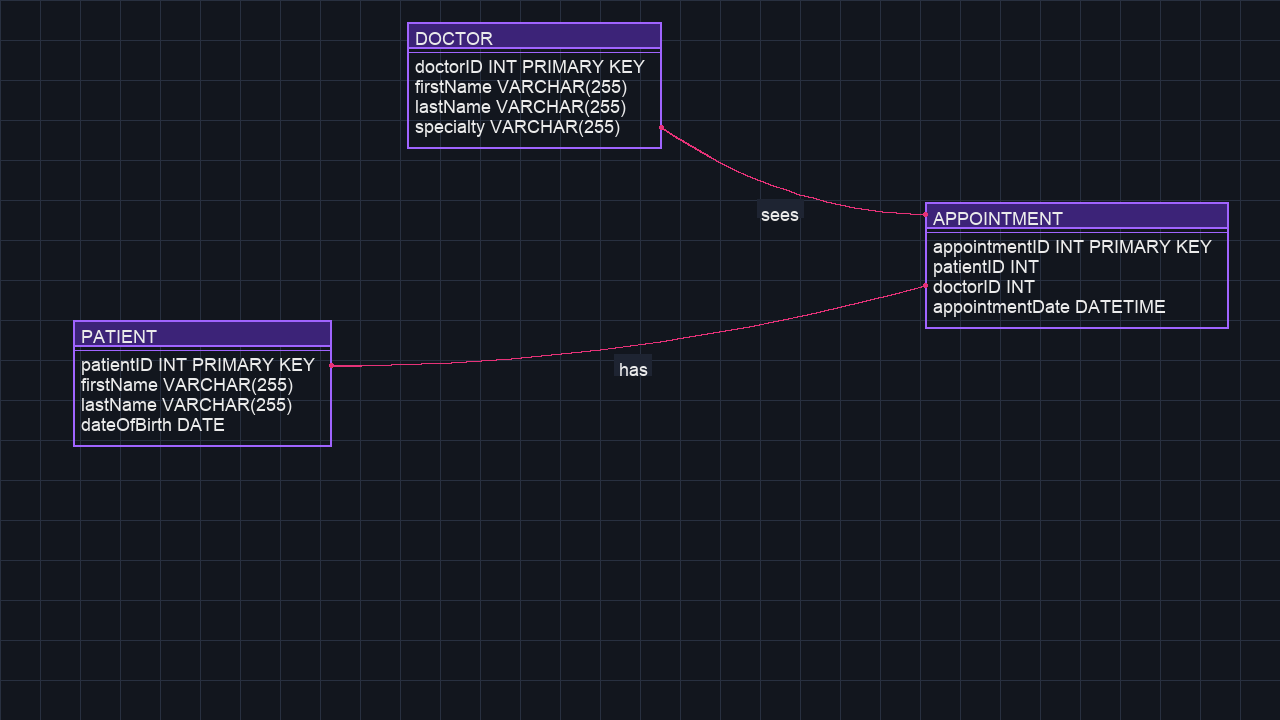 DOCTOR
doctorID INT PRIMARY KEY
firstName VARCHAR(255)
lastName VARCHAR(255)
specialty VARCHAR(255)
sees
APPOINTMENT
appointmentID INT PRIMARY KEY
patientID INT
doctorID INT
appointmentDate DATETIME
PATIENT
patientID INT PRIMARY KEY
firstName VARCHAR(255)
lastName VARCHAR(255)
dateOfBirth DATE
has